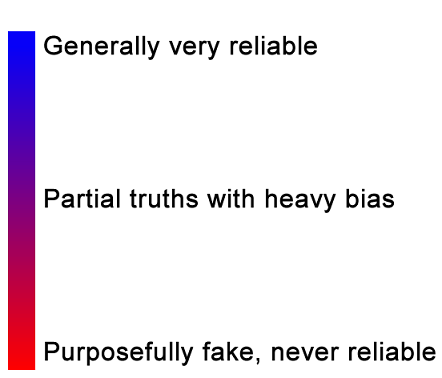 Generally very reliable
Partial truths with heavy bias
Purposefully fake, never reliable